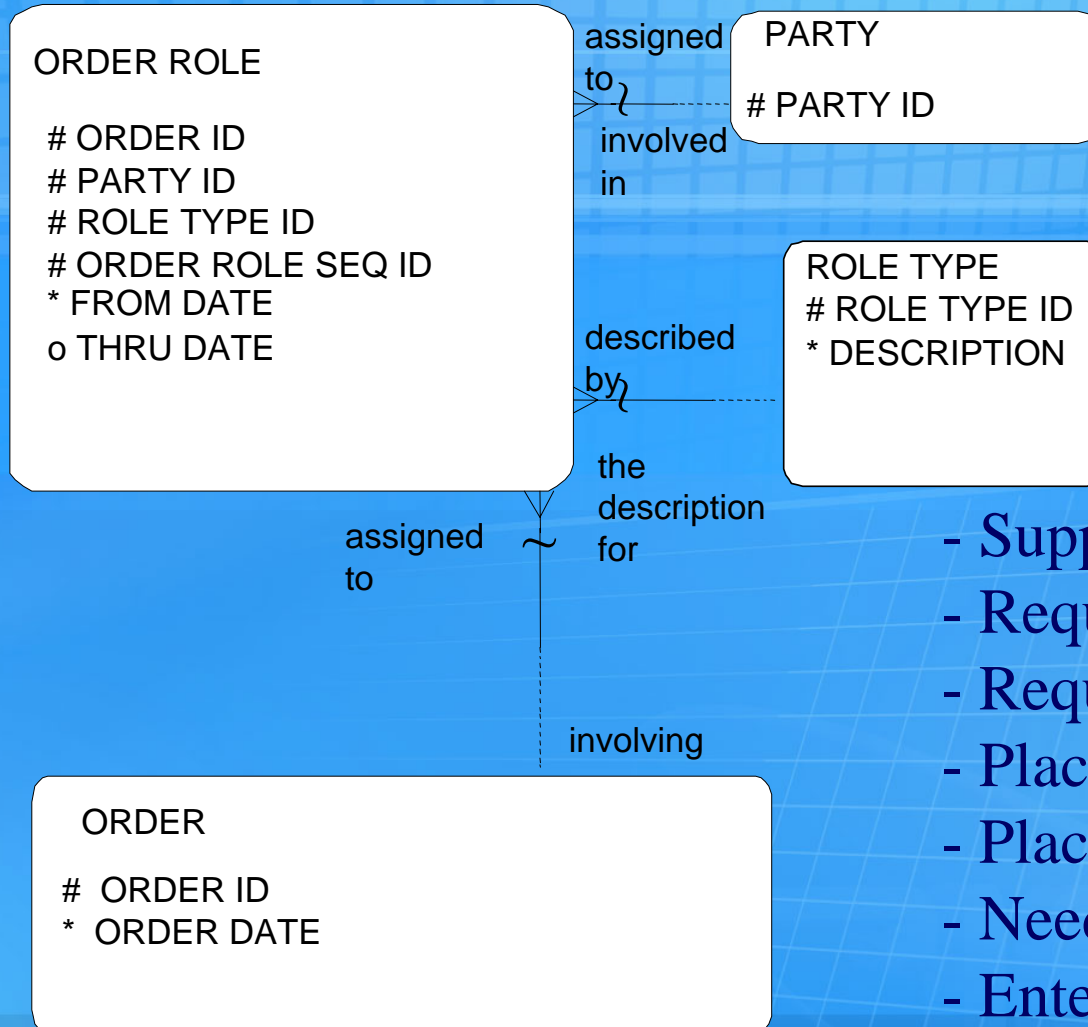 ORDER ROLE
# ORDER ID
# PARTY ID
# ROLE TYPE ID
# ORDER ROLE SEQ ID
* FROM DATE
o THRU DATE
assigned
to
involved
in
PARTY
# PARTY ID
described
by
the
description
for
ROLE TYPE
# ROLE TYPE ID
* DESCRIPTION
assigned
to
involving
ORDER
# ORDER ID
* ORDER DATE
-
-
-
-
-
-
-